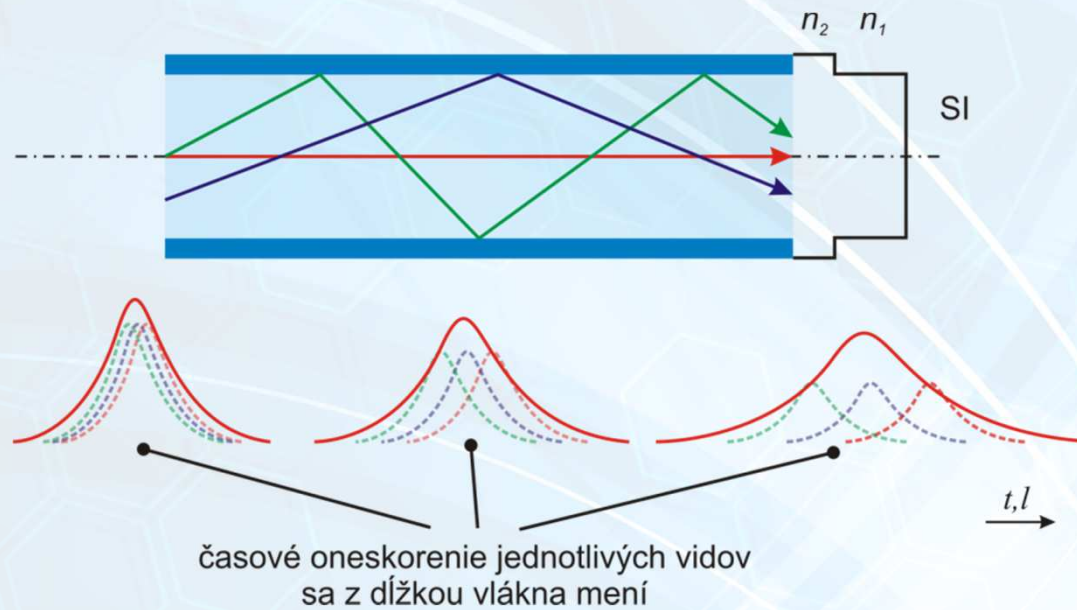 n₂ n₁
SI
t,l
časové oneskorenie jednotlivých vidov
sa z dĺžkou vlákna mení